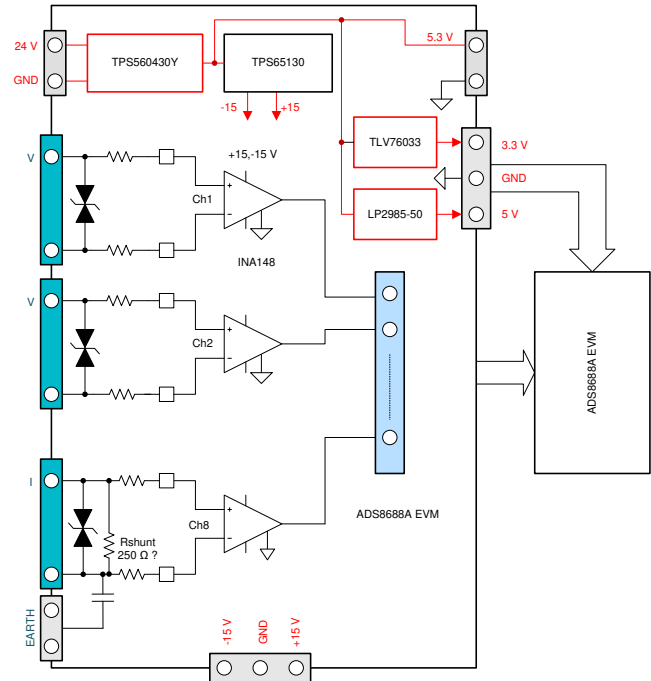 24 V
GND
TPS560430Y
TPS65130
5.3 V
-15
+15
TLV76033
3.3 V
GND
LP2985-50
5 V
V
+15,-15 V
Ch1
+
−
INA148
V
Ch2
+
−
ADS8688A EVM
I
Ch8
+
−
ADS8688A EVM
Rshunt
250 Ω ?
EARTH
-15 V
GND
+15 V